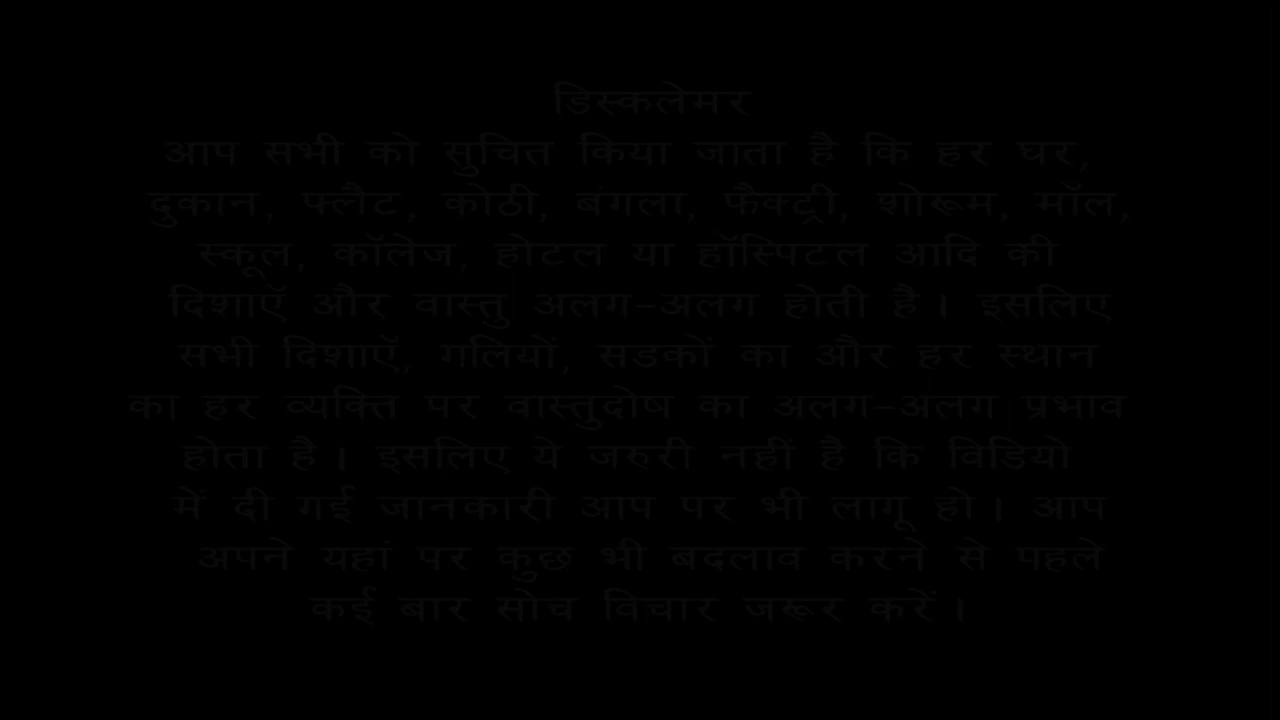 डिस्कलेमर
आप सभी को सुचित किया जाता है कि हर घर,
दुकान, फ्लैट, कोठी, बंगला, फैक्ट्री, शोरूम, मॉल,
स्कूल, कॉलेज, होटल या हॉस्पिटल आदि की
दिशाऍ और वास्तु अलग-अलग होती है। इसलिए
सभी दिशाऍ, गलियों, सडकों का और हर स्थान
का हर व्यक्ति पर वास्तुदोष का अलग-अलग प्रभाव
होता है। इसलिए ये जरुरी नहीं है कि विडियो
में दी गई जानकारी आप पर भी लागू हो। आप
अपने यहां पर कुछ भी बदलाव करने से पहले
कई बार सोच विचार जरूर करें।